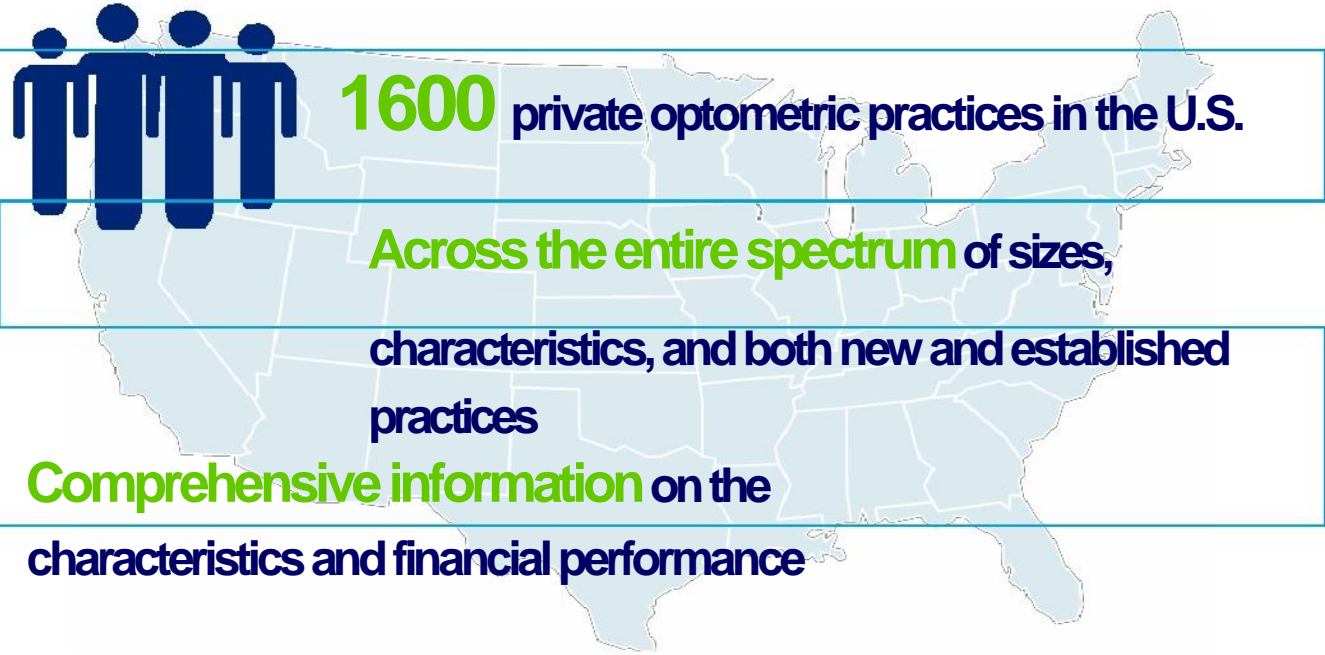 1600 private optometric practices in the U.S.
Across the entire spectrum of sizes,
characteristics, and both new and established
practices
Comprehensive information on the
characteristics and financial performance